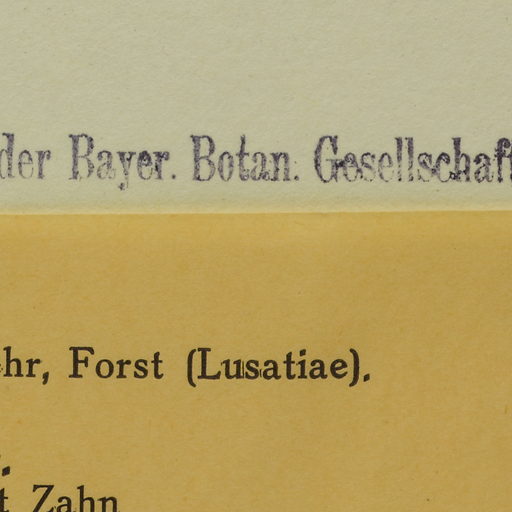 der Bayer. Botan. Gesellschaft
hr, Forst (Lusatiae).
t Zahn